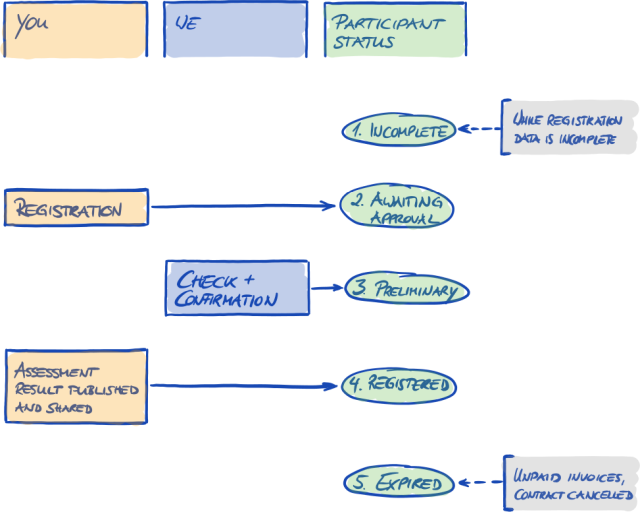 YOU
WE
PARTICIPANT
STATUS
1. INCOMPLETE
WHILE REGISTRATION
DATA IS INCOMPLETE
REGISTRATION
2. AWAITING
APPROVAL
CHECK +
CONFIRMATION
3. PRELIMINARY
ASSESSMENT
RESULT PUBLISHED
AND SHARED
4. REGISTERED
5. EXPIRED
UNPAID INVOICES,
CONTRACT CANCELLED